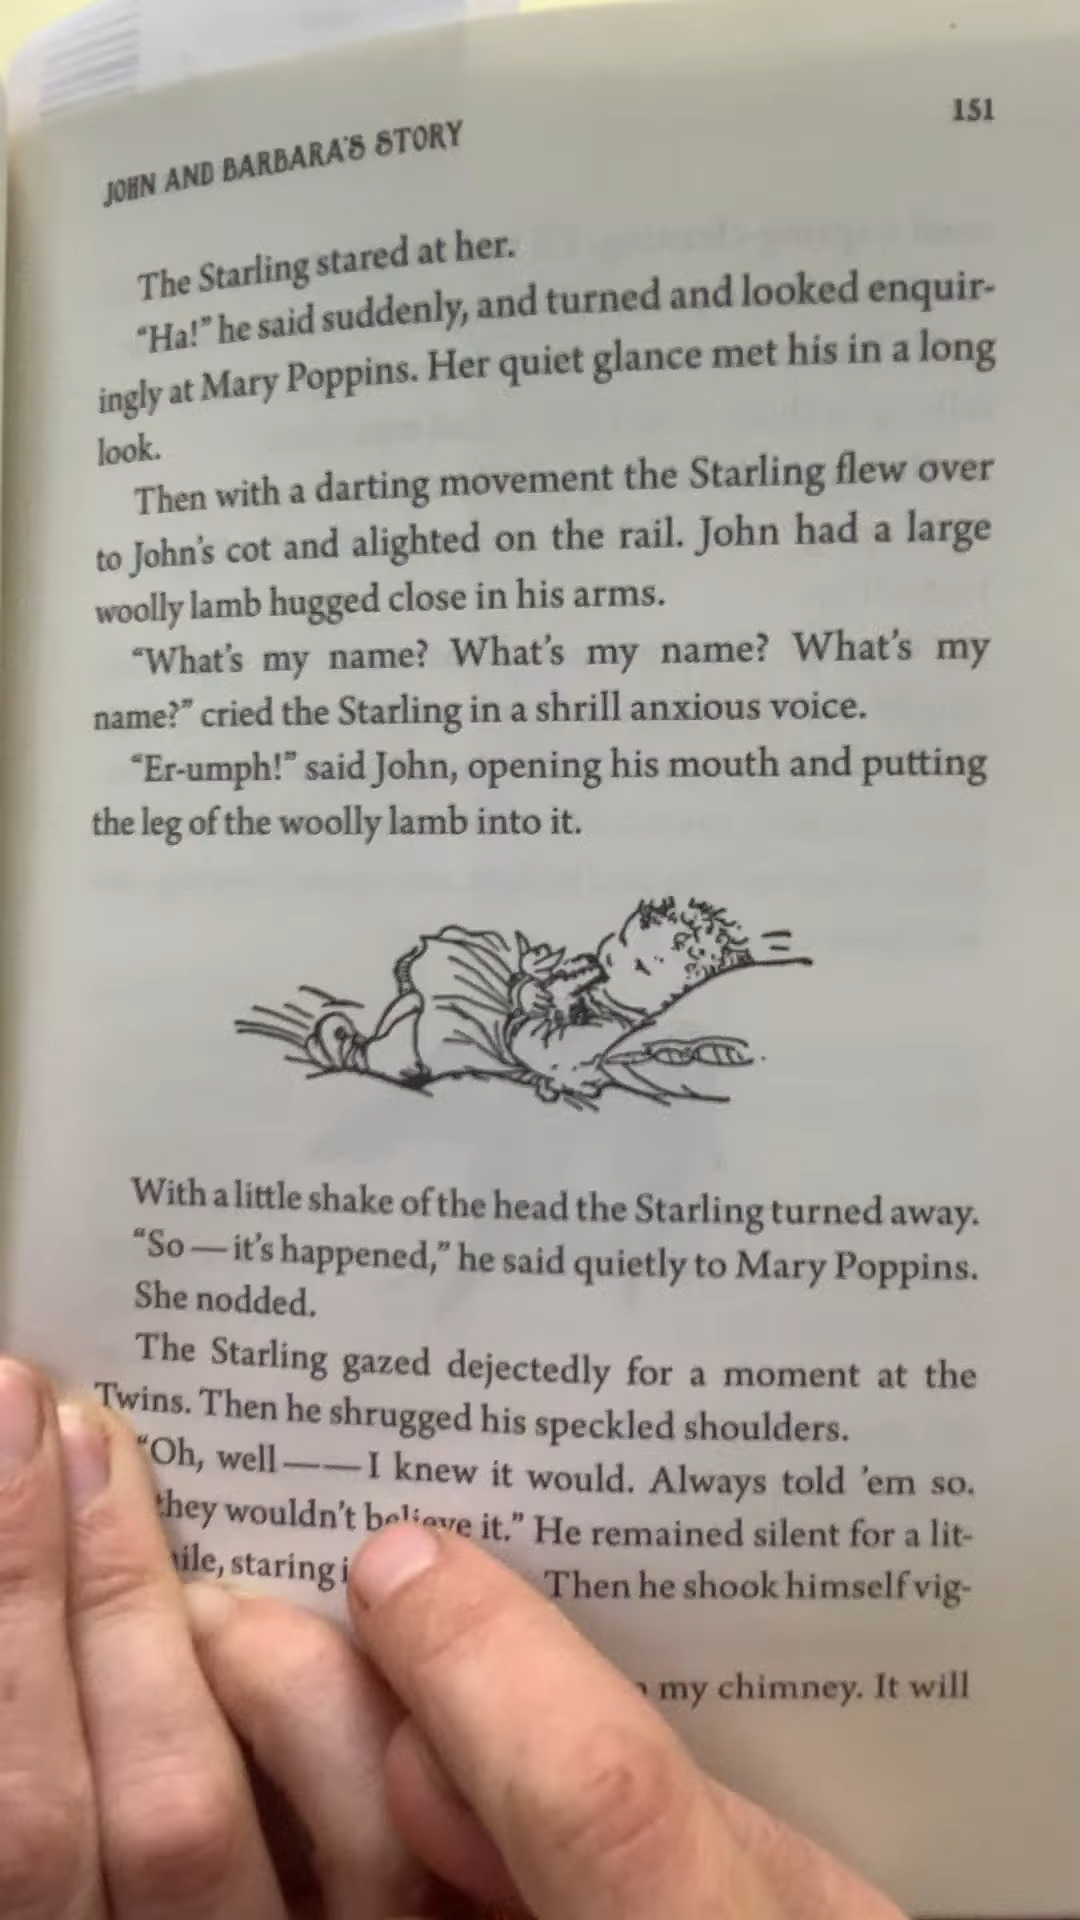 151
JOHN AND BARBARA'S STORY
The Starling stared at her.
“Ha!” he said suddenly, and turned and looked enquir-
ingly at Mary Poppins. Her quiet glance met his in a long
look.
Then with a darting movement the Starling flew over
to John's cot and alighted on the rail. John had a large
woolly lamb hugged close in his arms.
“What's my name? What's my name? What's my
name?” cried the Starling in a shrill anxious voice.
“Er-umph!” said John, opening his mouth and putting
the leg of the woolly lamb into it.
With a little shake of the head the Starling turned away.
“So — it's happened,” he said quietly to Mary Poppins.
She nodded.
The Starling gazed dejectedly for a moment at the
Twins. Then he shrugged his speckled shoulders.
“Oh, well —— I knew it would. Always told 'em so.
they wouldn't believe it.” He remained silent for a lit-
staring Then he shook himself vig-
my chimney. It will